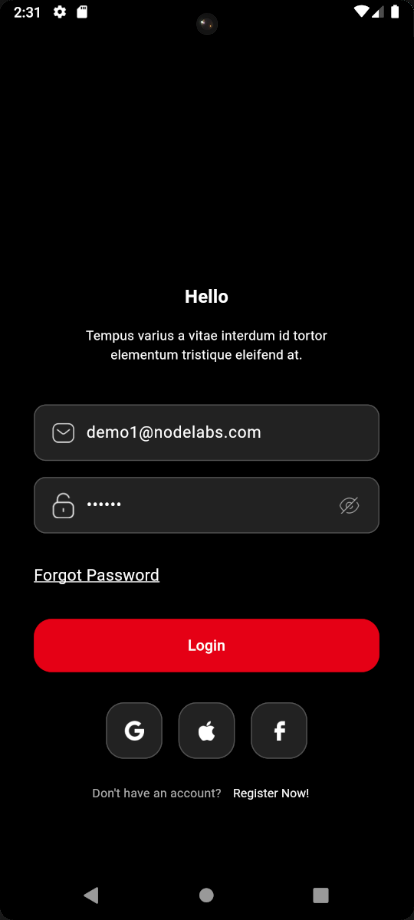 2:31
Hello
Tempus varius a vitae interdum id tortor
elementum tristique eleifend at.
demo1@nodelabs.com
••••••
Forgot Password
Login
Don't have an account? Register Now!